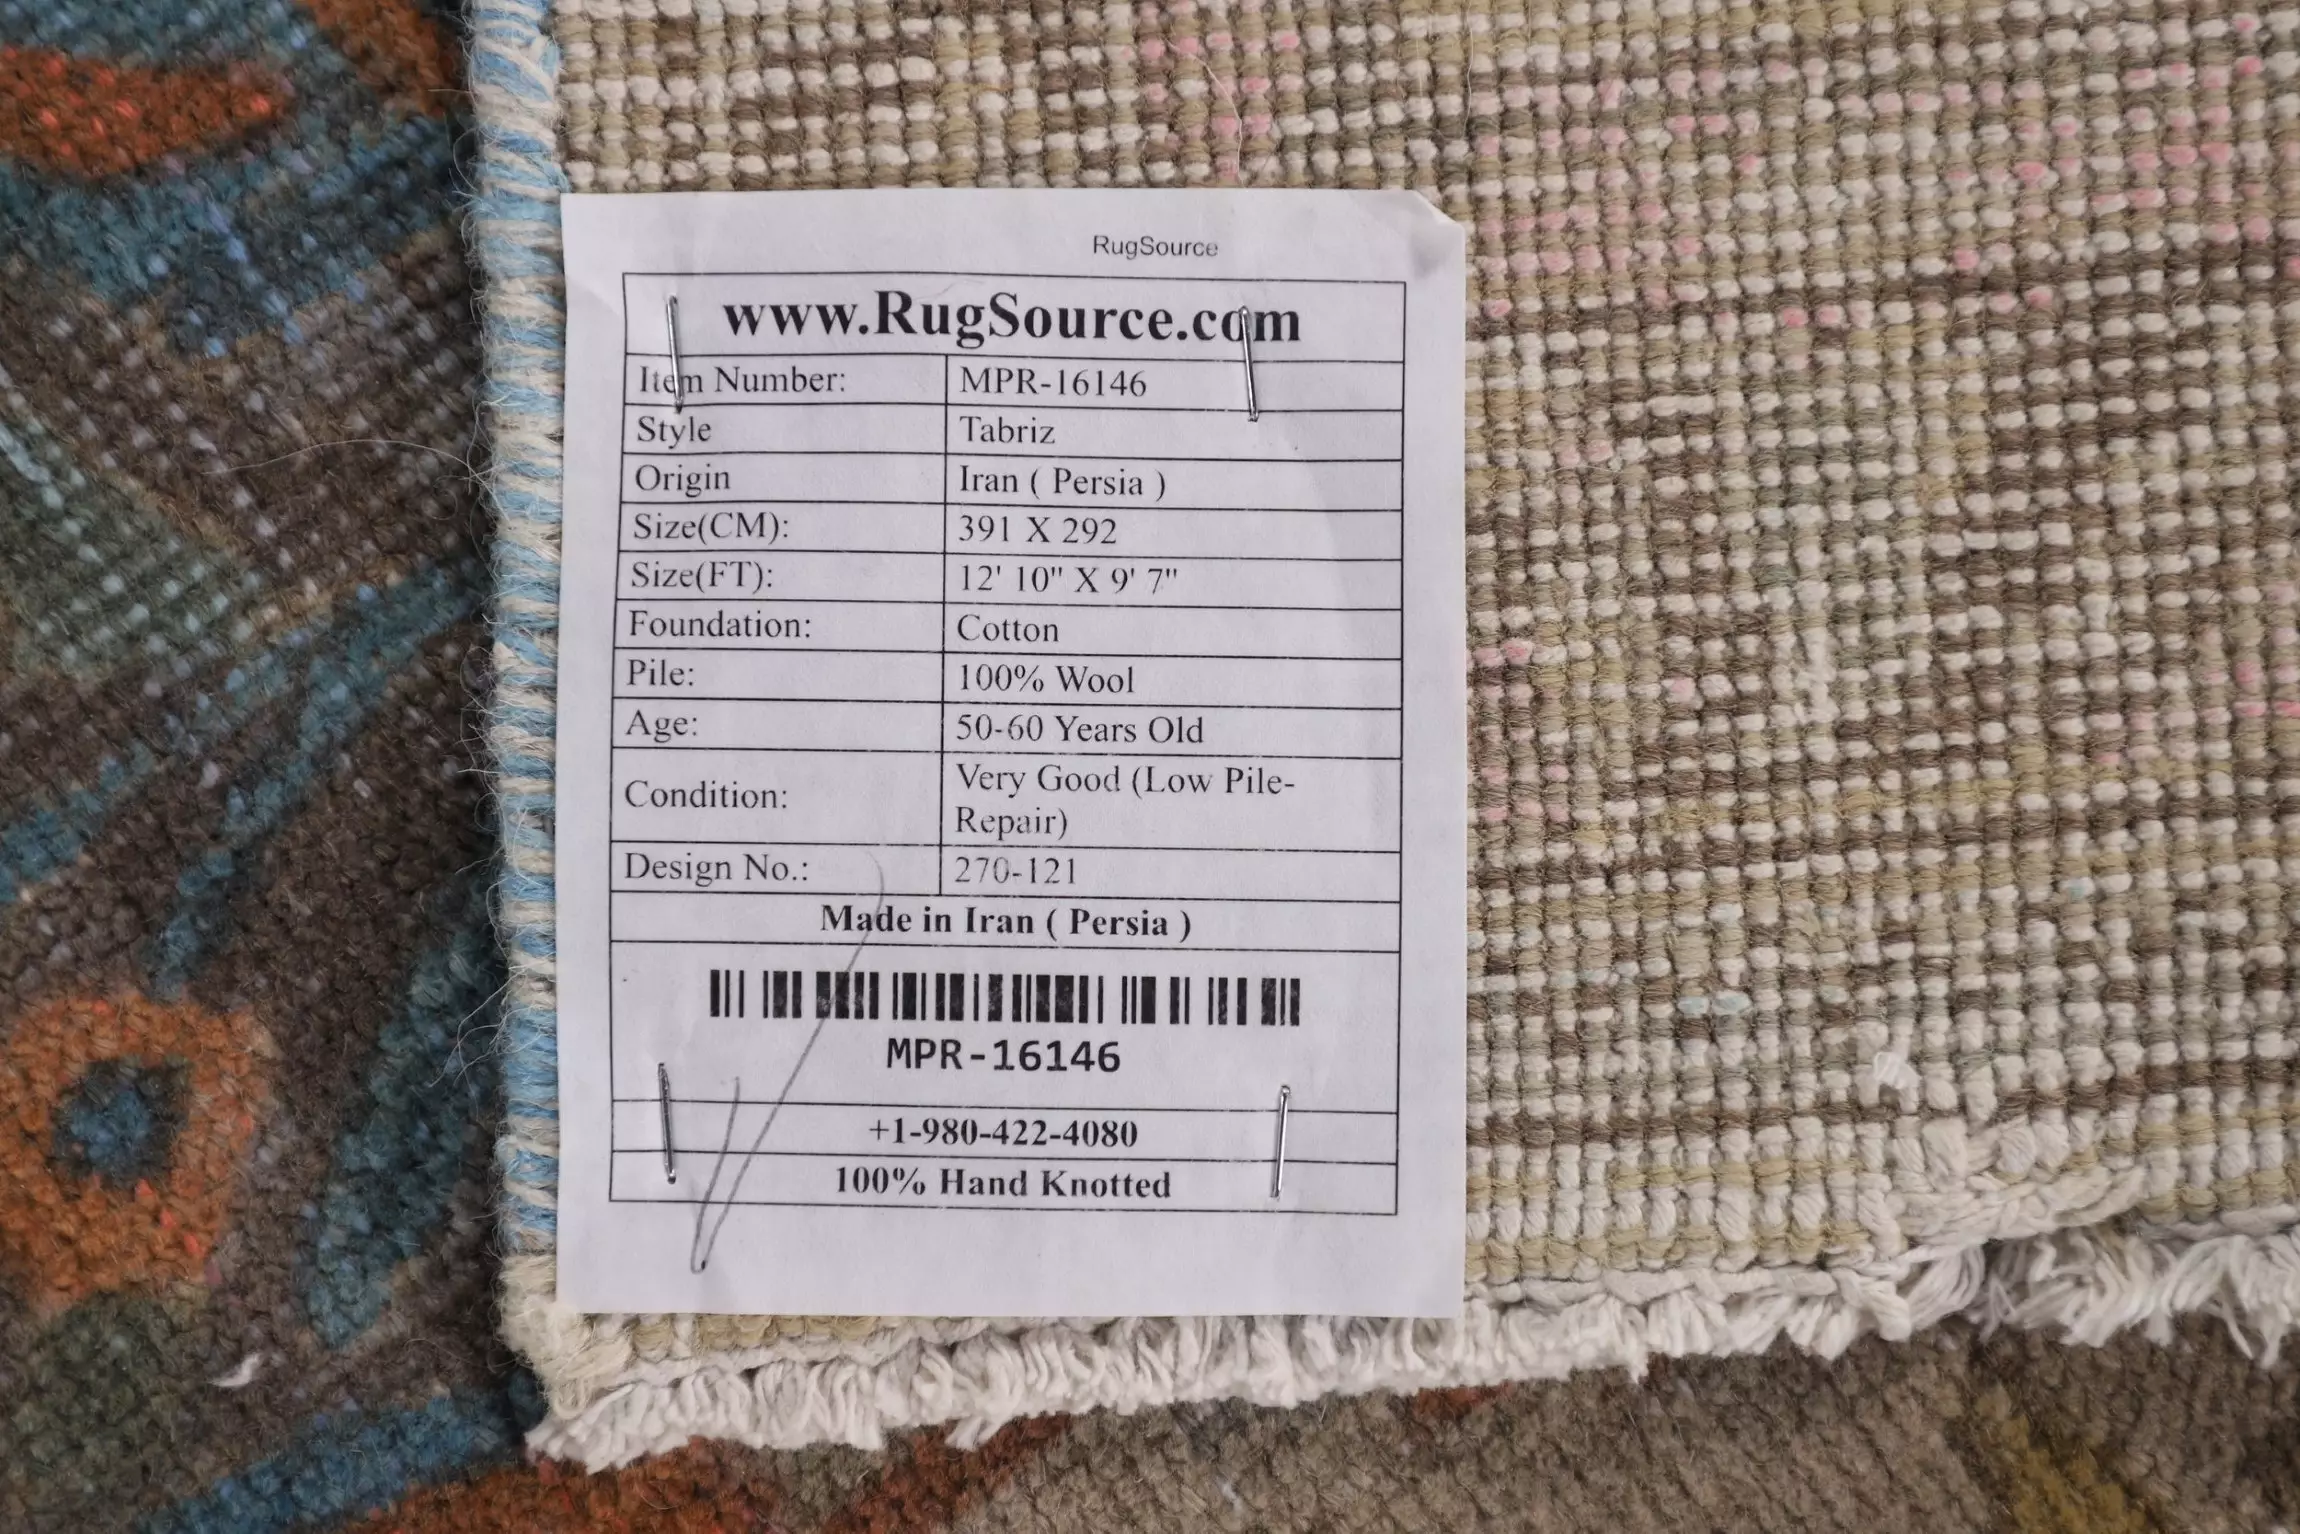 RugSource
www.RugSource.com
Item Number: MPR-16146
Style Tabriz
Origin Iran ( Persia )
Size(CM): 391 X 292
Size(FT): 12' 10" X 9' 7"
Foundation: Cotton
Pile: 100% Wool
Age: 50-60 Years Old
Condition: Very Good (Low Pile-
Repair)
Design No.: 270-121
Made in Iran ( Persia )
MPR-16146
+1-980-422-4080
100% Hand Knotted